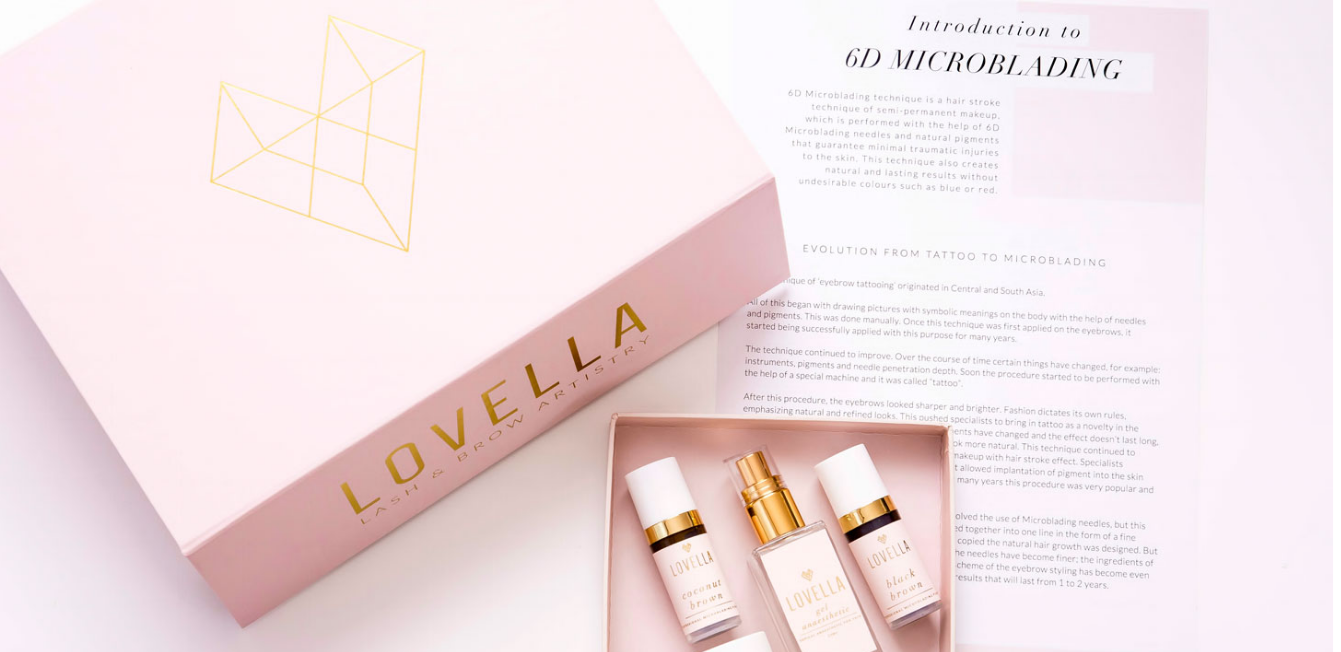 Introduction to
6D MICROBLADING
6D Microblading technique is a hair stroke
technique of semi-permanent makeup,
which is performed with the help of 6D
Microblading needles and natural pigments
that guarantee minimal traumatic injuries
to the skin. This technique also creates
natural and lasting results without
undesirable colours such as blue or red.
EVOLUTION FROM TATTOO TO MICROBLADING
of 'eyebrow tattooing' originated in Central and South Asia.
All of this began with drawing pictures with symbolic meanings on the body with the help of needles
and pigments. This was done manually. Once this technique was first applied on the eyebrows, it
started being successfully applied with this purpose for many years.
The technique continued to improve. Over the course of time certain things have changed, for example:
instruments, pigments and needle penetration depth. Soon the procedure started to be performed with
the help of a special machine and it was called "tattoo".
After this procedure, the eyebrows looked sharper and brighter. Fashion dictates its own rules,
emphasizing natural and refined looks. This pushed specialists to bring in tattoo as a novelty in the
have changed and the effect doesn't last long,
more natural. This technique continued to
makeup with hair stroke effect. Specialists
allowed implantation of pigment into the skin
many years this procedure was very popular and
the use of Microblading needles, but this
together into one line in the form of a fine
copied the natural hair growth was designed. But
needles have become finer; the ingredients of
scheme of the eyebrow styling has become even
results that will last from 1 to 2 years.
LOVELLA
LASH & BROW ARTISTRY
LOVELLA
coconut
brown
LOVELLA
gel
anaesthetic
LOVELLA
black
brown